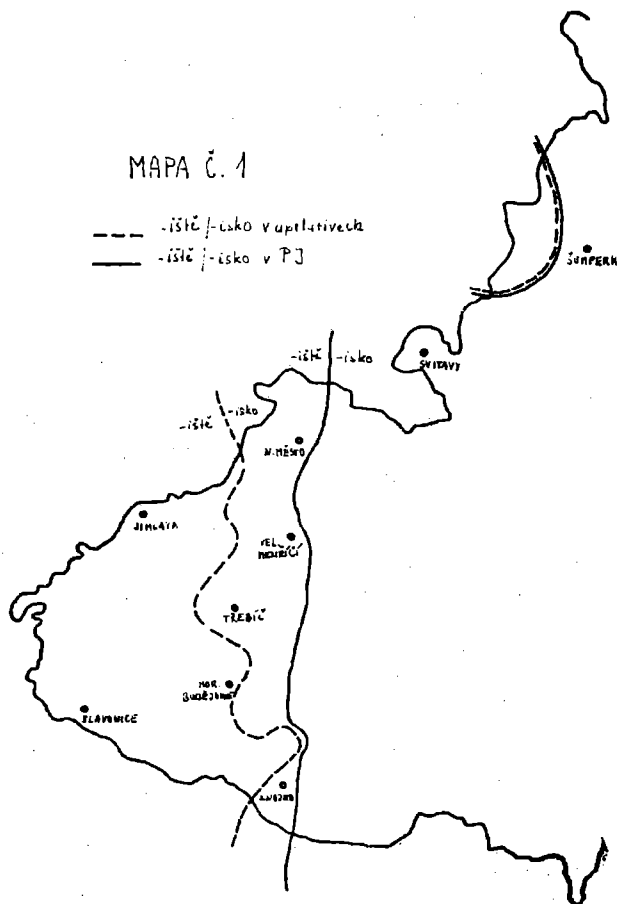 MAPA Č. 1
-iště/-isko v apelativech
-iště/-isko v PJ
ŠUMPERK
SVITAVY
-iště -isko
-iště -isko
N. MĚSTO
JIHLAVA
VEL. MEZIŘÍČÍ
TŘEBÍČ
MOR. BUDĚJOVICE
SLAVONICE
ZNOJMO